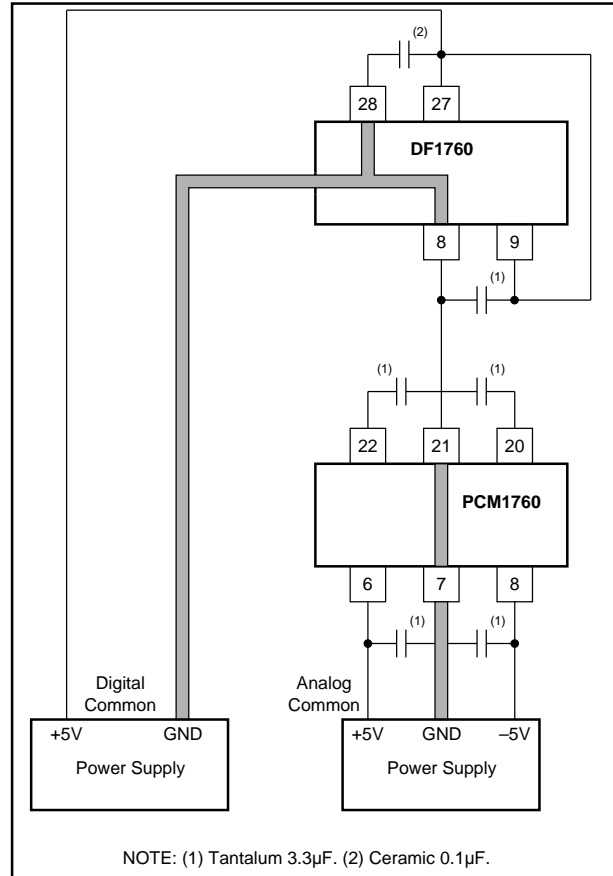 (2)
28
27
DF1760
8
9
(1)
(1)
(1)
22
21
20
PCM1760
6
7
8
(1)
(1)
Digital
Common
Analog
Common
+5V
GND
+5V
GND
–5V
Power Supply
Power Supply
NOTE: (1) Tantalum 3.3µF. (2) Ceramic 0.1µF.